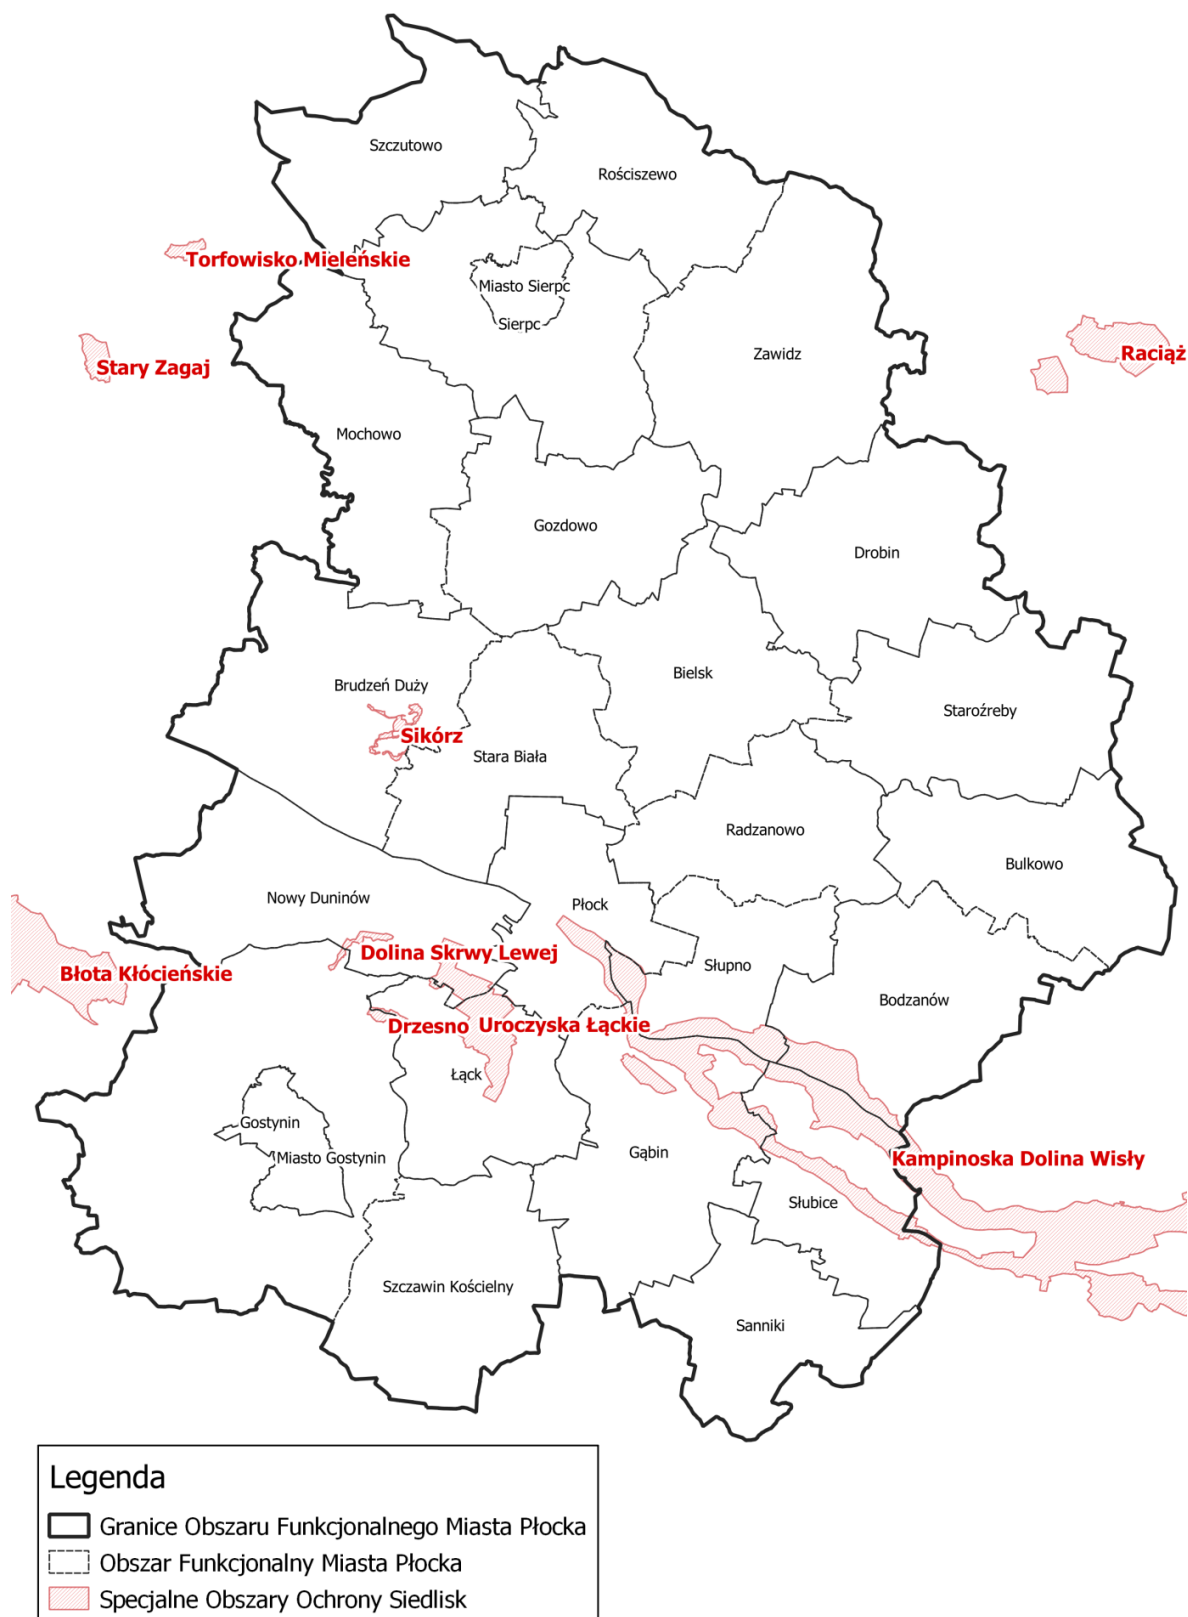 Szczutowo
Rościszewo
Torfowisko Mieleńskie
Miasto Sierpc
Sierpc
Stary Zagaj
Zawidz
Raciąż
Mochowo
Gozdowo
Drobin
Brudzeń Duży
Bielsk
Staroźreby
Sikórz
Stara Biała
Radzanowo
Bulkowo
Nowy Duninów
Płock
Dolina Skrwy Lewej
Słupno
Błota Kłócieńskie
Bodzanów
Drzesno
Uroczyska Łąckie
Łąck
Gostynin
Miasto Gostynin
Gąbin
Kampinoska Dolina Wisły
Słubice
Szczawin Kościelny
Sanniki
Legenda
Granice Obszaru Funkcjonalnego Miasta Płocka
Obszar Funkcjonalny Miasta Płocka
Specjalne Obszary Ochrony Siedlisk